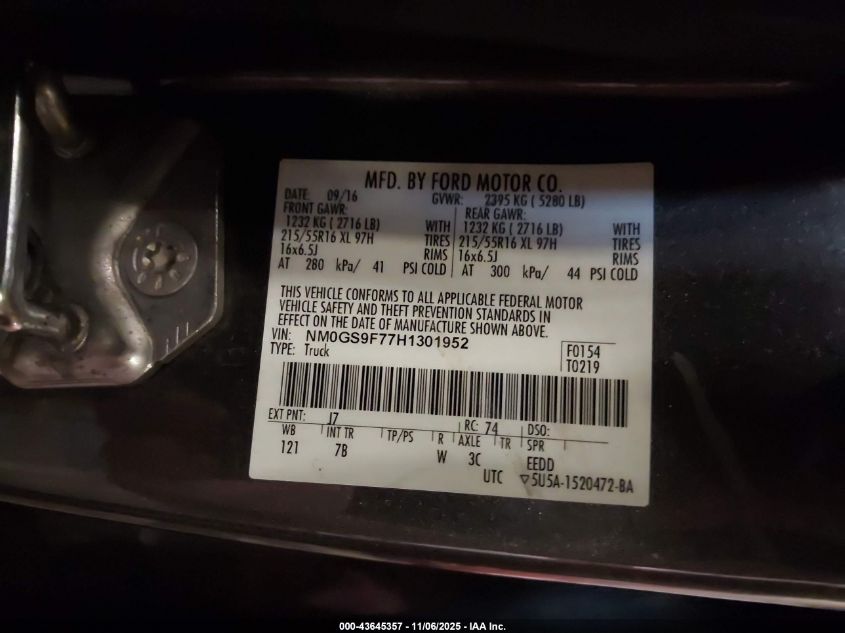 MFD. BY FORD MOTOR CO.
DATE: 09/16 GVWR: 2395 KG ( 5280 LB)
FRONT GAWR: REAR GAWR:
1232 KG ( 2716 LB) WITH 1232 KG ( 2716 LB) WITH
215/55R16 XL 97H TIRES 215/55R16 XL 97H TIRES
16x6.5J RIMS 16x6.5J RIMS
AT 280 kPa/ 41 PSI COLD AT 300 kPa/ 44 PSI COLD
THIS VEHICLE CONFORMS TO ALL APPLICABLE FEDERAL MOTOR
VEHICLE SAFETY AND THEFT PREVENTION STANDARDS IN
EFFECT ON THE DATE OF MANUFACTURE SHOWN ABOVE.
VIN: NM0GS9F77H1301952
TYPE: Truck
F0154
T0219
EXT PNT: J7 RC: 74 DSO:
WB INT TR TP/PS R AXLE TR SPR
121 7B W 3C EEDD
UTC ▽5U5A-1520472-BA
000-43645357 - 11/06/2025 - IAA Inc.